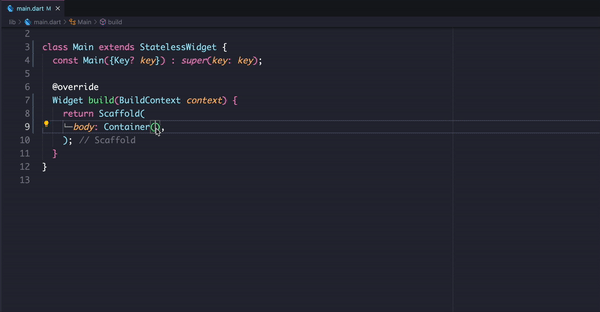 main.dart M ×
lib > main.dart > Main > build
2
3 class Main extends StatelessWidget {
4 const Main({Key? key}) : super(key: key);
5
6 @override
7 Widget build(BuildContext context) {
8 return Scaffold(
9 body: Container(),
10 ); // Scaffold
11 }
12 }
13